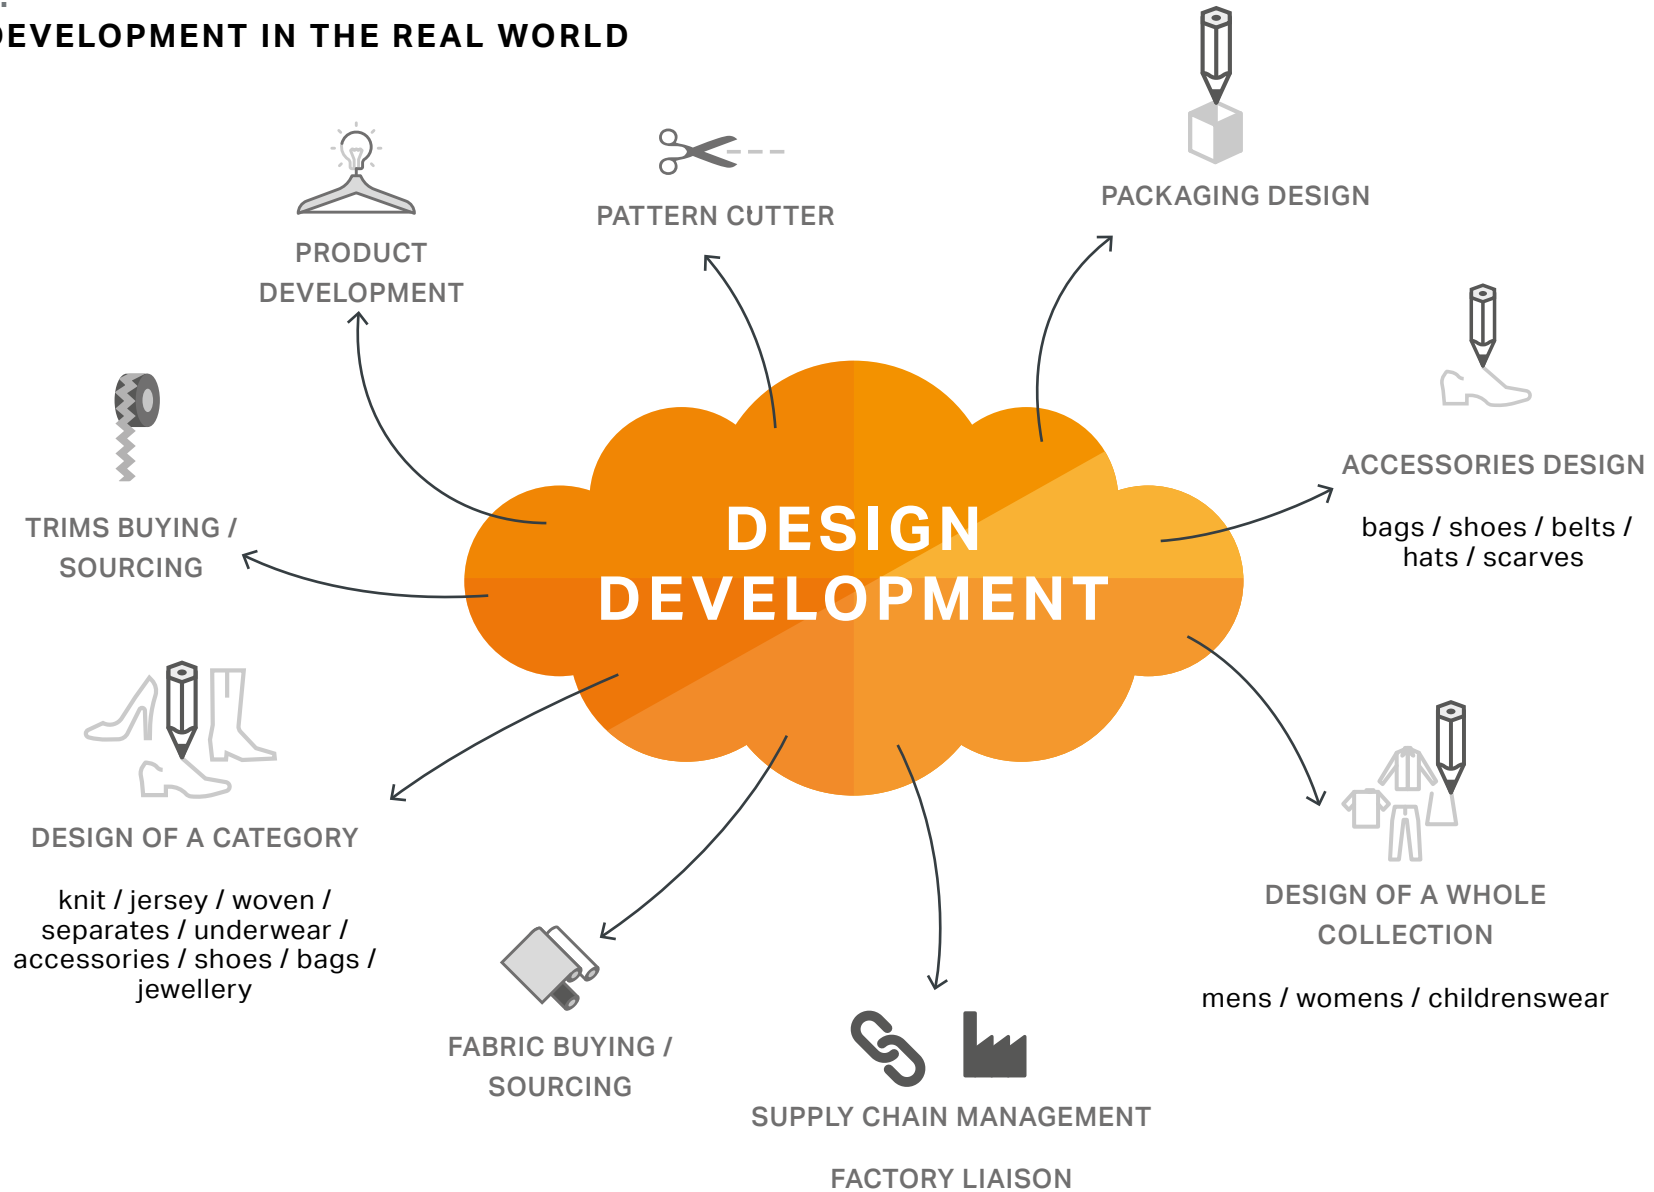 DEVELOPMENT IN THE REAL WORLD
PACKAGING DESIGN
PATTERN CUTTER
PRODUCT
DEVELOPMENT
ACCESSORIES DESIGN
bags / shoes / belts /
hats / scarves
TRIMS BUYING /
SOURCING
DESIGN
DEVELOPMENT
DESIGN OF A CATEGORY
knit / jersey / woven /
separates / underwear /
accessories / shoes / bags /
jewellery
DESIGN OF A WHOLE
COLLECTION
mens / womens / childrenswear
FABRIC BUYING /
SOURCING
SUPPLY CHAIN MANAGEMENT
FACTORY LIAISON